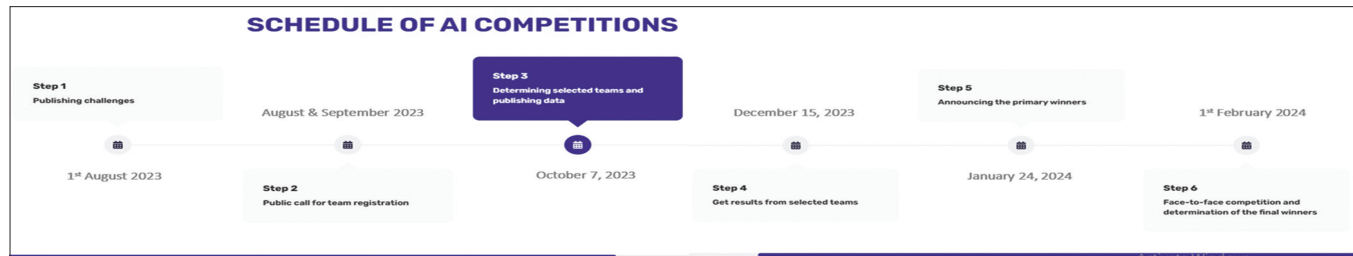 SCHEDULE OF AI COMPETITIONS
Step 1
Publishing challenges
1st August 2023
August & September 2023
Step 2
Public call for team registration
Step 3
Determining selected teams and
publishing data
October 7, 2023
December 15, 2023
Step 4
Get results from selected teams
Step 5
Announcing the primary winners
January 24, 2024
1st February 2024
Step 6
Face-to-face competition and
determination of the final winners